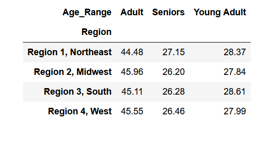 Age_Range Adult Seniors Young Adult
Region
Region 1, Northeast 44.48 27.15 28.37
Region 2, Midwest 45.96 26.20 27.84
Region 3, South 45.11 26.28 28.61
Region 4, West 45.55 26.46 27.99